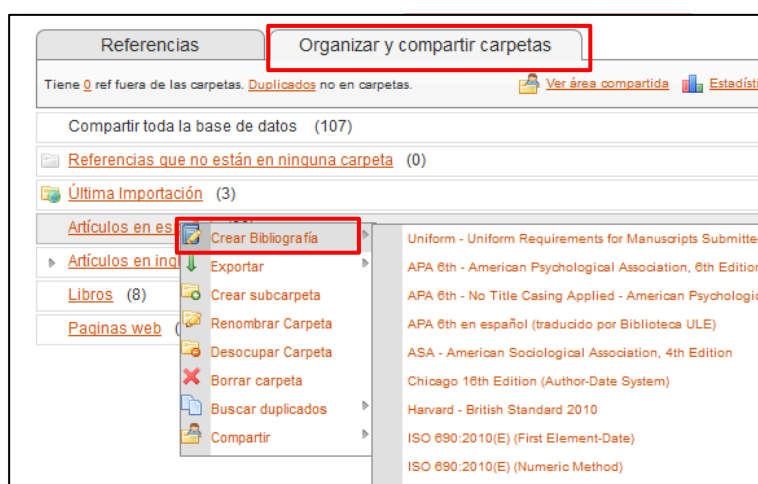 Referencias
Organizar y compartir carpetas
Tiene 0 ref fuera de las carpetas. Duplicados no en carpetas.
Ver área compartida
Compartir toda la base de datos (107)
Referencias que no están en ninguna carpeta (0)
Última Importación (3)
Artículos en es
Crear Bibliografía
Uniform - Uniform Requirements for Manuscripts Submitte
Artículos en ing
Exportar
APA 6th - American Psychological Association, 6th Edition
Libros (8)
Crear subcarpeta
APA 6th - No Title Casing Applied - American Psychologic
Paginas web (
Renombrar Carpeta
APA 6th en español (traducido por Biblioteca ULE)
Desocupar Carpeta
ASA - American Sociological Association, 4th Edition
Borrar carpeta
Chicago 16th Edition (Author-Date System)
Buscar duplicados
Harvard - British Standard 2010
Compartir
ISO 690:2010(E) (First Element-Date)
ISO 690:2010(E) (Numeric Method)